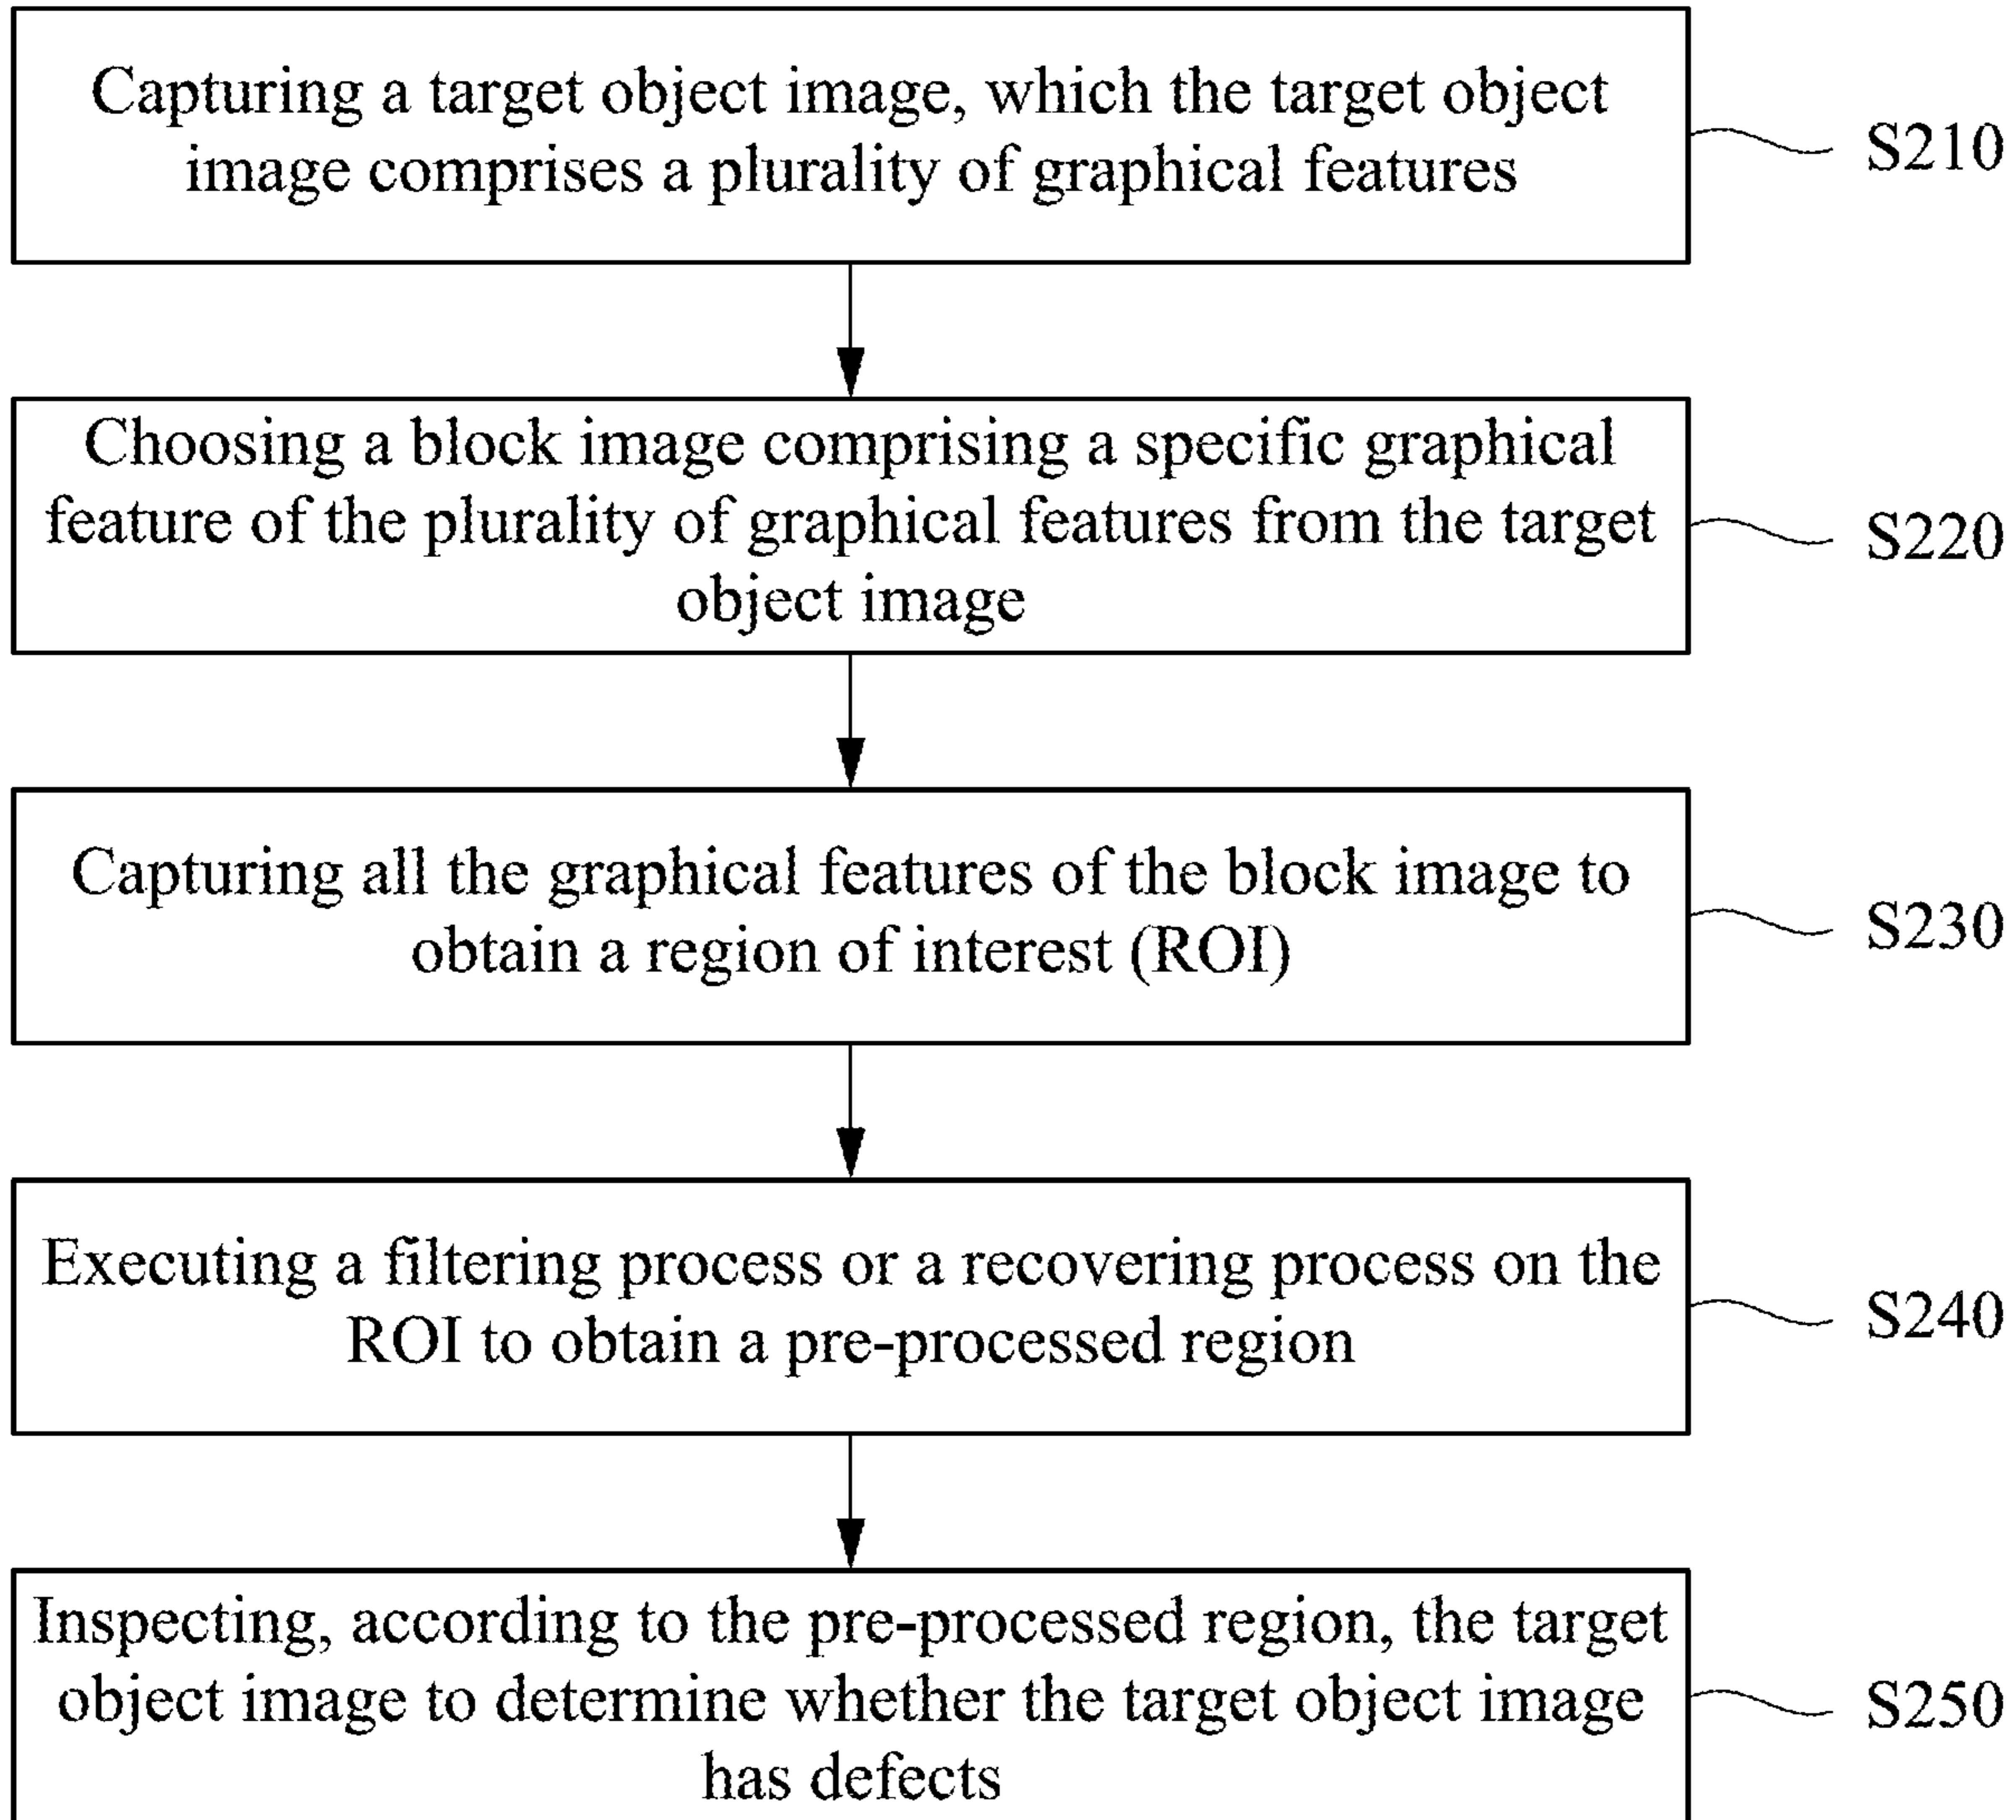 Capturing a target object image, which the target object
image comprises a plurality of graphical features
S210
Choosing a block image comprising a specific graphical
feature of the plurality of graphical features from the target
object image
S220
Capturing all the graphical features of the block image to
obtain a region of interest (ROI)
S230
Executing a filtering process or a recovering process on the
ROI to obtain a pre-processed region
S240
Inspecting, according to the pre-processed region, the target
object image to determine whether the target object image
has defects
S250